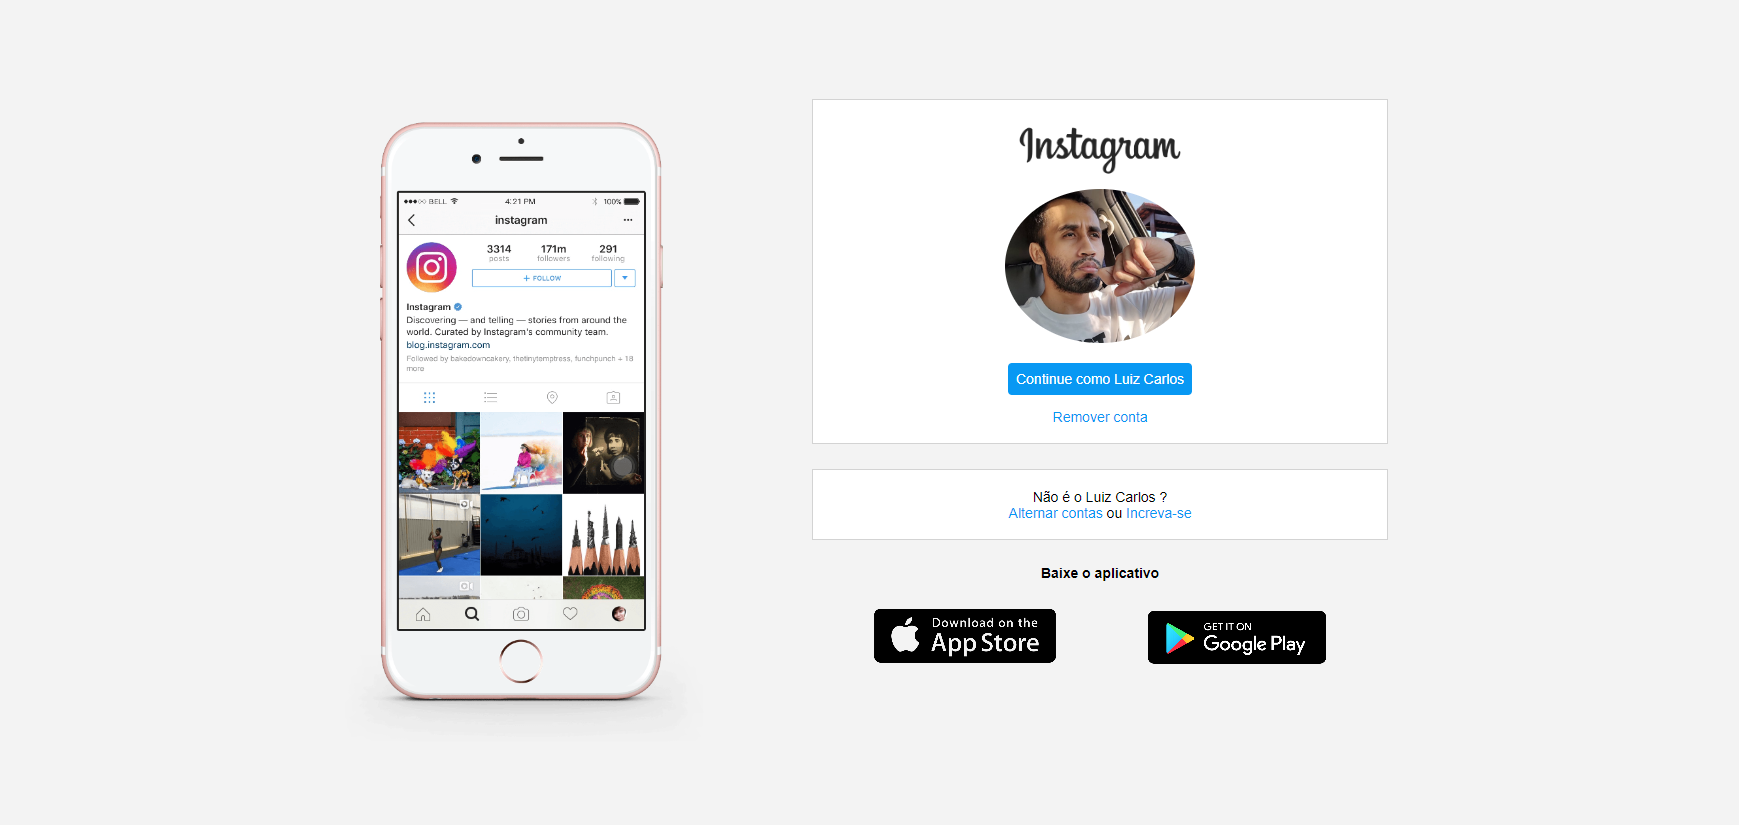 ●●●○○ BELL 4:21 PM 100%
instagram
3314 171m 291
posts followers following
+ FOLLOW
Instagram
Discovering — and telling — stories from around the
world. Curated by Instagram's community team.
blog.instagram.com
Followed by bakedowncakery, thetinytemptress, funchpunch + 18
more
Instagram
Continue como Luiz Carlos
Remover conta
Não é o Luiz Carlos ?
Alternar contas ou Increva-se
Baixe o aplicativo
Download on the
App Store
GET IT ON
Google Play